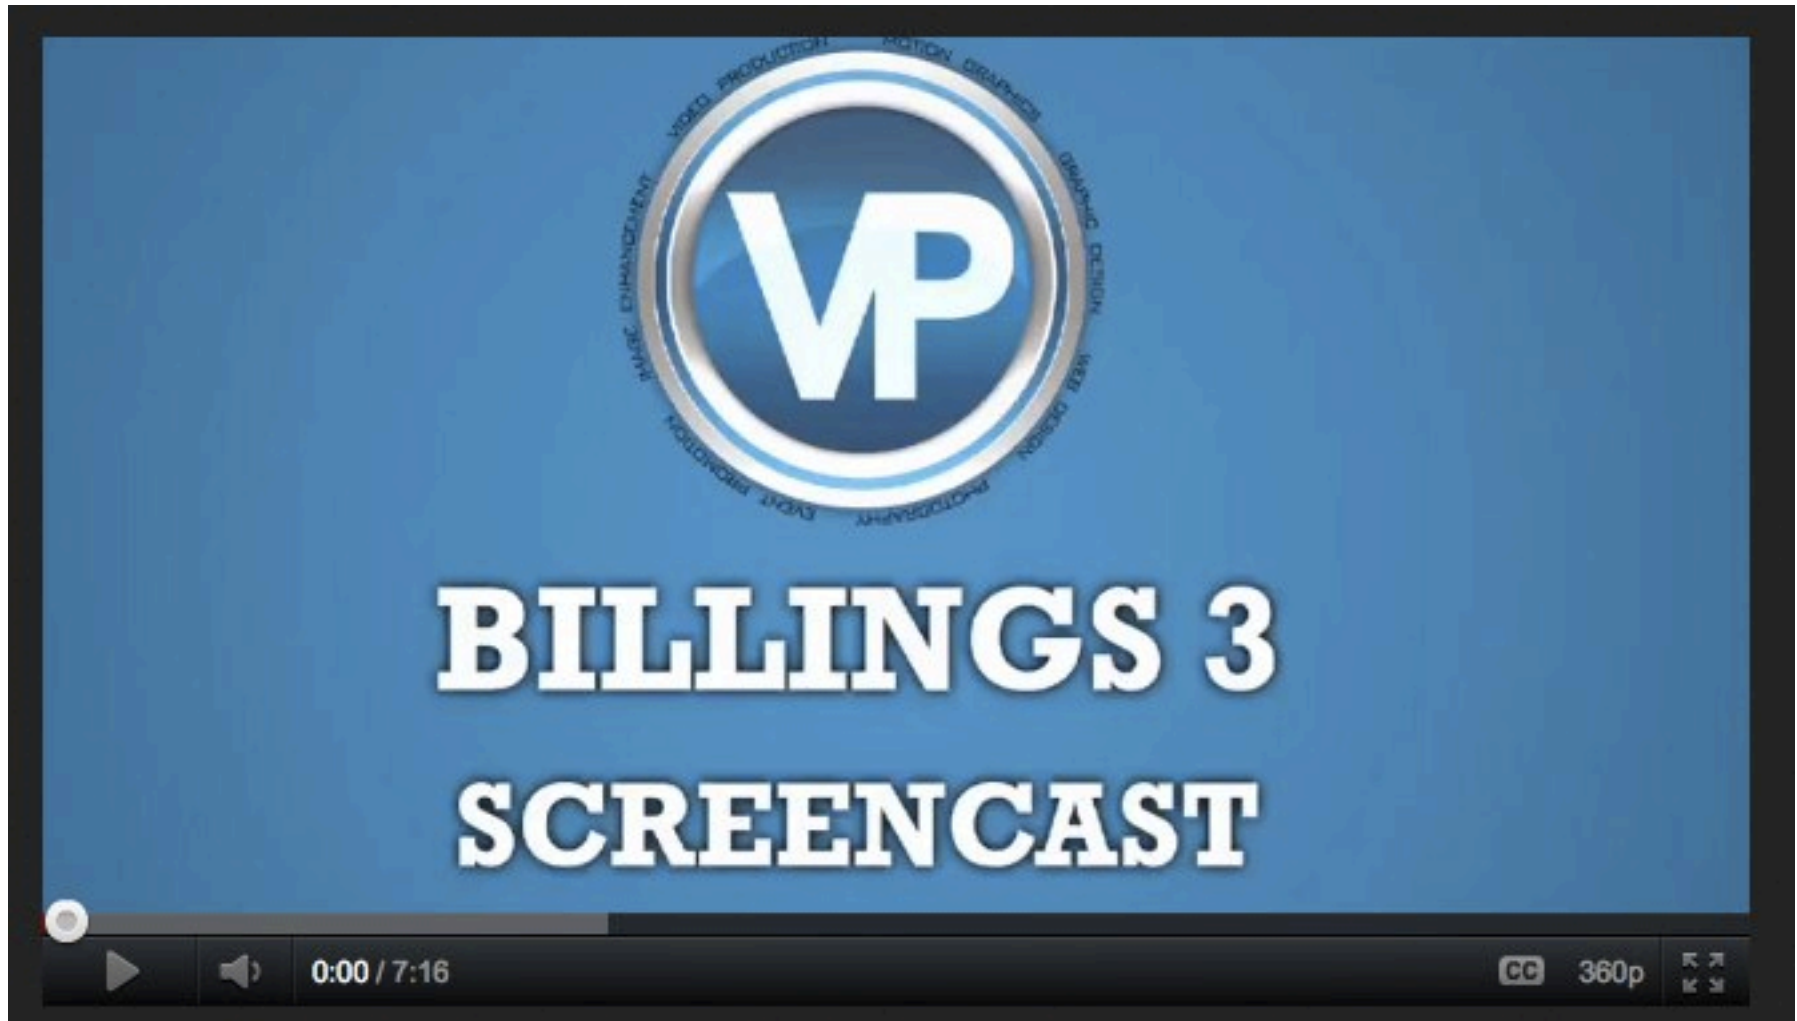 VIDEO PRODUCTION
MOTION GRAPHICS
GRAPHIC DESIGN
WEB DESIGN
PHOTOGRAPHY
EVENT PROMOTION
IMAGE ENHANCEMENT
VP
BILLINGS 3
SCREENCAST
0:00 / 7:16
CC
360p